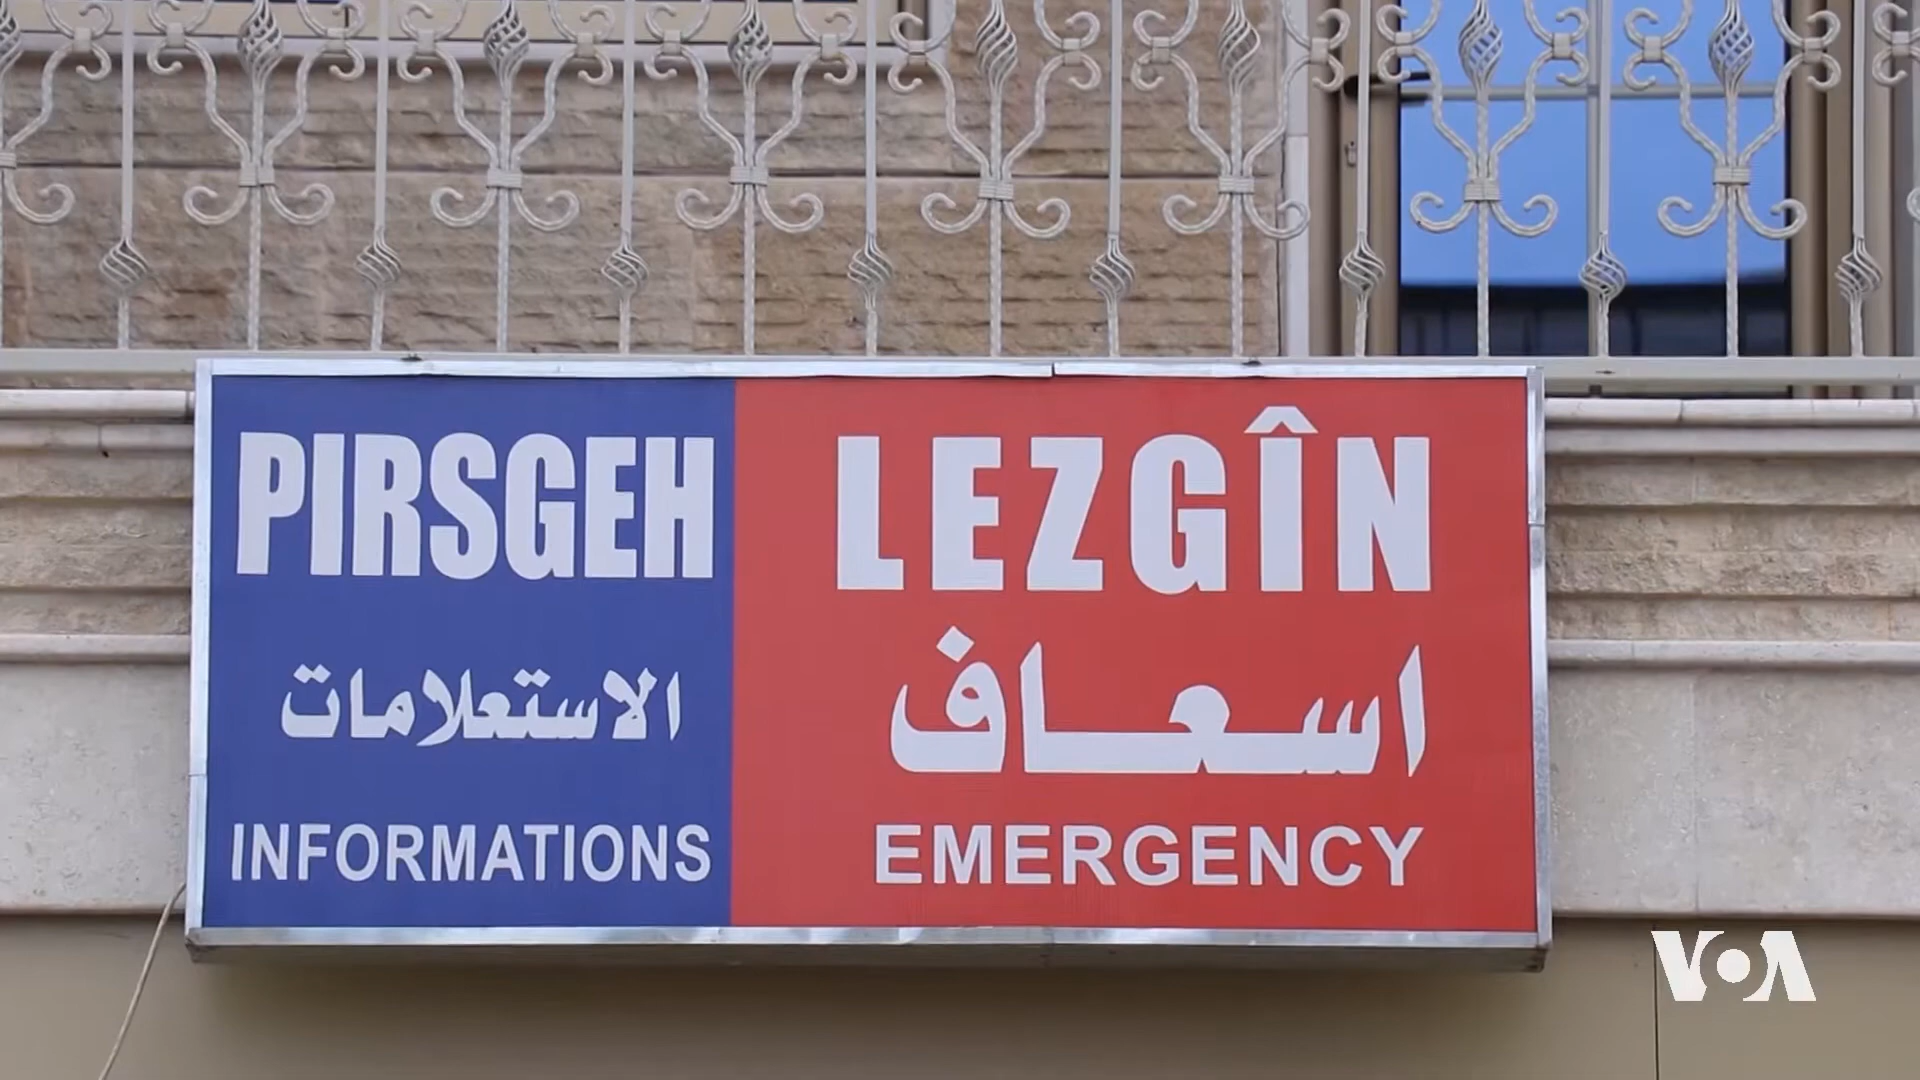 PIRSGEH
الاستعلامات
INFORMATIONS
LEZGÎN
اسعاف
EMERGENCY
VOA